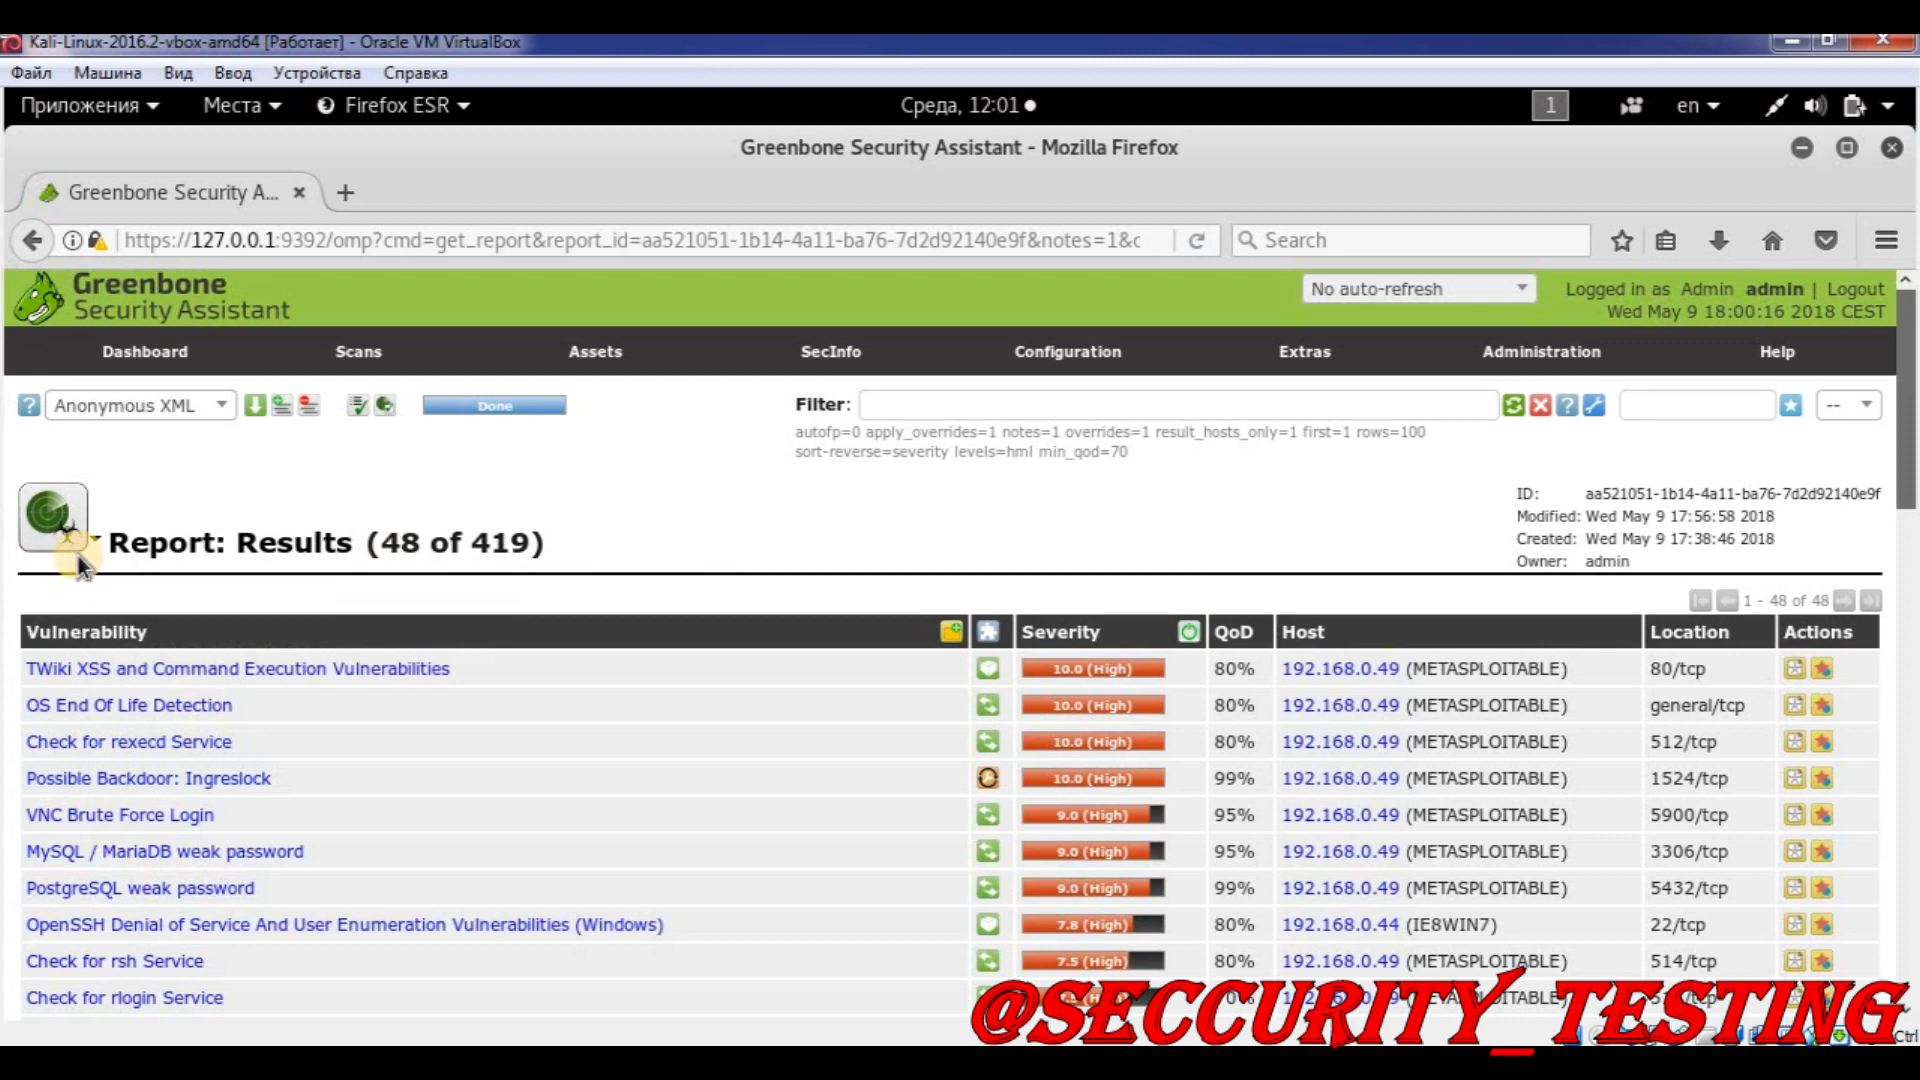 Kali-Linux-2016.2-vbox-amd64 [Работает] - Oracle VM VirtualBox
Файл Машина Вид Ввод Устройства Справка
Приложения Места Firefox ESR Среда, 12:01 1 en
Greenbone Security Assistant - Mozilla Firefox
Greenbone Security A...
https://127.0.0.1:9392/omp?cmd=get_report&report_id=aa521051-1b14-4a11-ba76-7d2d92140e9f&notes=1&c Search
Greenbone
Security Assistant
No auto-refresh
Logged in as Admin admin | Logout
Wed May 9 18:00:16 2018 CEST
Dashboard Scans Assets SecInfo Configuration Extras Administration Help
Anonymous XML Done Filter: --
autofp=0 apply_overrides=1 notes=1 overrides=1 result_hosts_only=1 first=1 rows=100
sort-reverse=severity levels=hml min_qod=70
ID: aa521051-1b14-4a11-ba76-7d2d92140e9f
Modified: Wed May 9 17:56:58 2018
Created: Wed May 9 17:38:46 2018
Owner: admin
Report: Results (48 of 419)
1 - 48 of 48
Vulnerability Severity QoD Host Location Actions
TWiki XSS and Command Execution Vulnerabilities 10.0 (High) 80% 192.168.0.49 (METASPLOITABLE) 80/tcp
OS End Of Life Detection 10.0 (High) 80% 192.168.0.49 (METASPLOITABLE) general/tcp
Check for rexecd Service 10.0 (High) 80% 192.168.0.49 (METASPLOITABLE) 512/tcp
Possible Backdoor: Ingreslock 10.0 (High) 99% 192.168.0.49 (METASPLOITABLE) 1524/tcp
VNC Brute Force Login 9.0 (High) 95% 192.168.0.49 (METASPLOITABLE) 5900/tcp
MySQL / MariaDB weak password 9.0 (High) 95% 192.168.0.49 (METASPLOITABLE) 3306/tcp
PostgreSQL weak password 9.0 (High) 99% 192.168.0.49 (METASPLOITABLE) 5432/tcp
OpenSSH Denial of Service And User Enumeration Vulnerabilities (Windows) 7.8 (High) 80% 192.168.0.44 (IE8WIN7) 22/tcp
Check for rsh Service 7.5 (High) 80% 192.168.0.49 (METASPLOITABLE) 514/tcp
Check for rlogin Service
@SECCURITY_TESTING
Ctrl